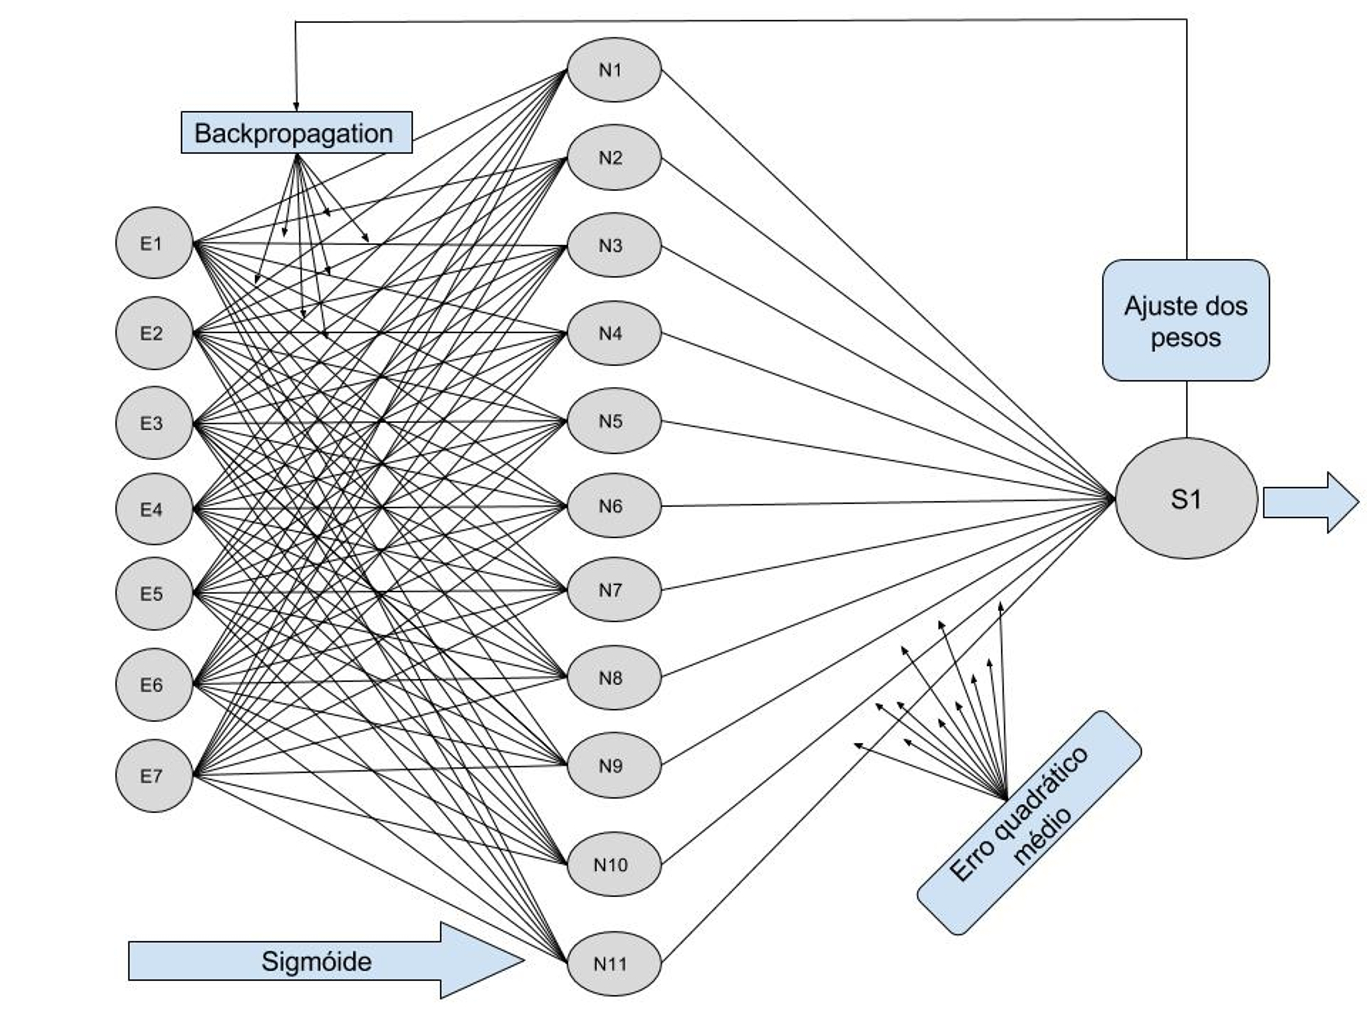 Backpropagation
E1
E2
E3
E4
E5
E6
E7
N1
N2
N3
N4
N5
N6
N7
N8
N9
N10
N11
Ajuste dos
pesos
S1
Erro quadrático
médio
Sigmóide